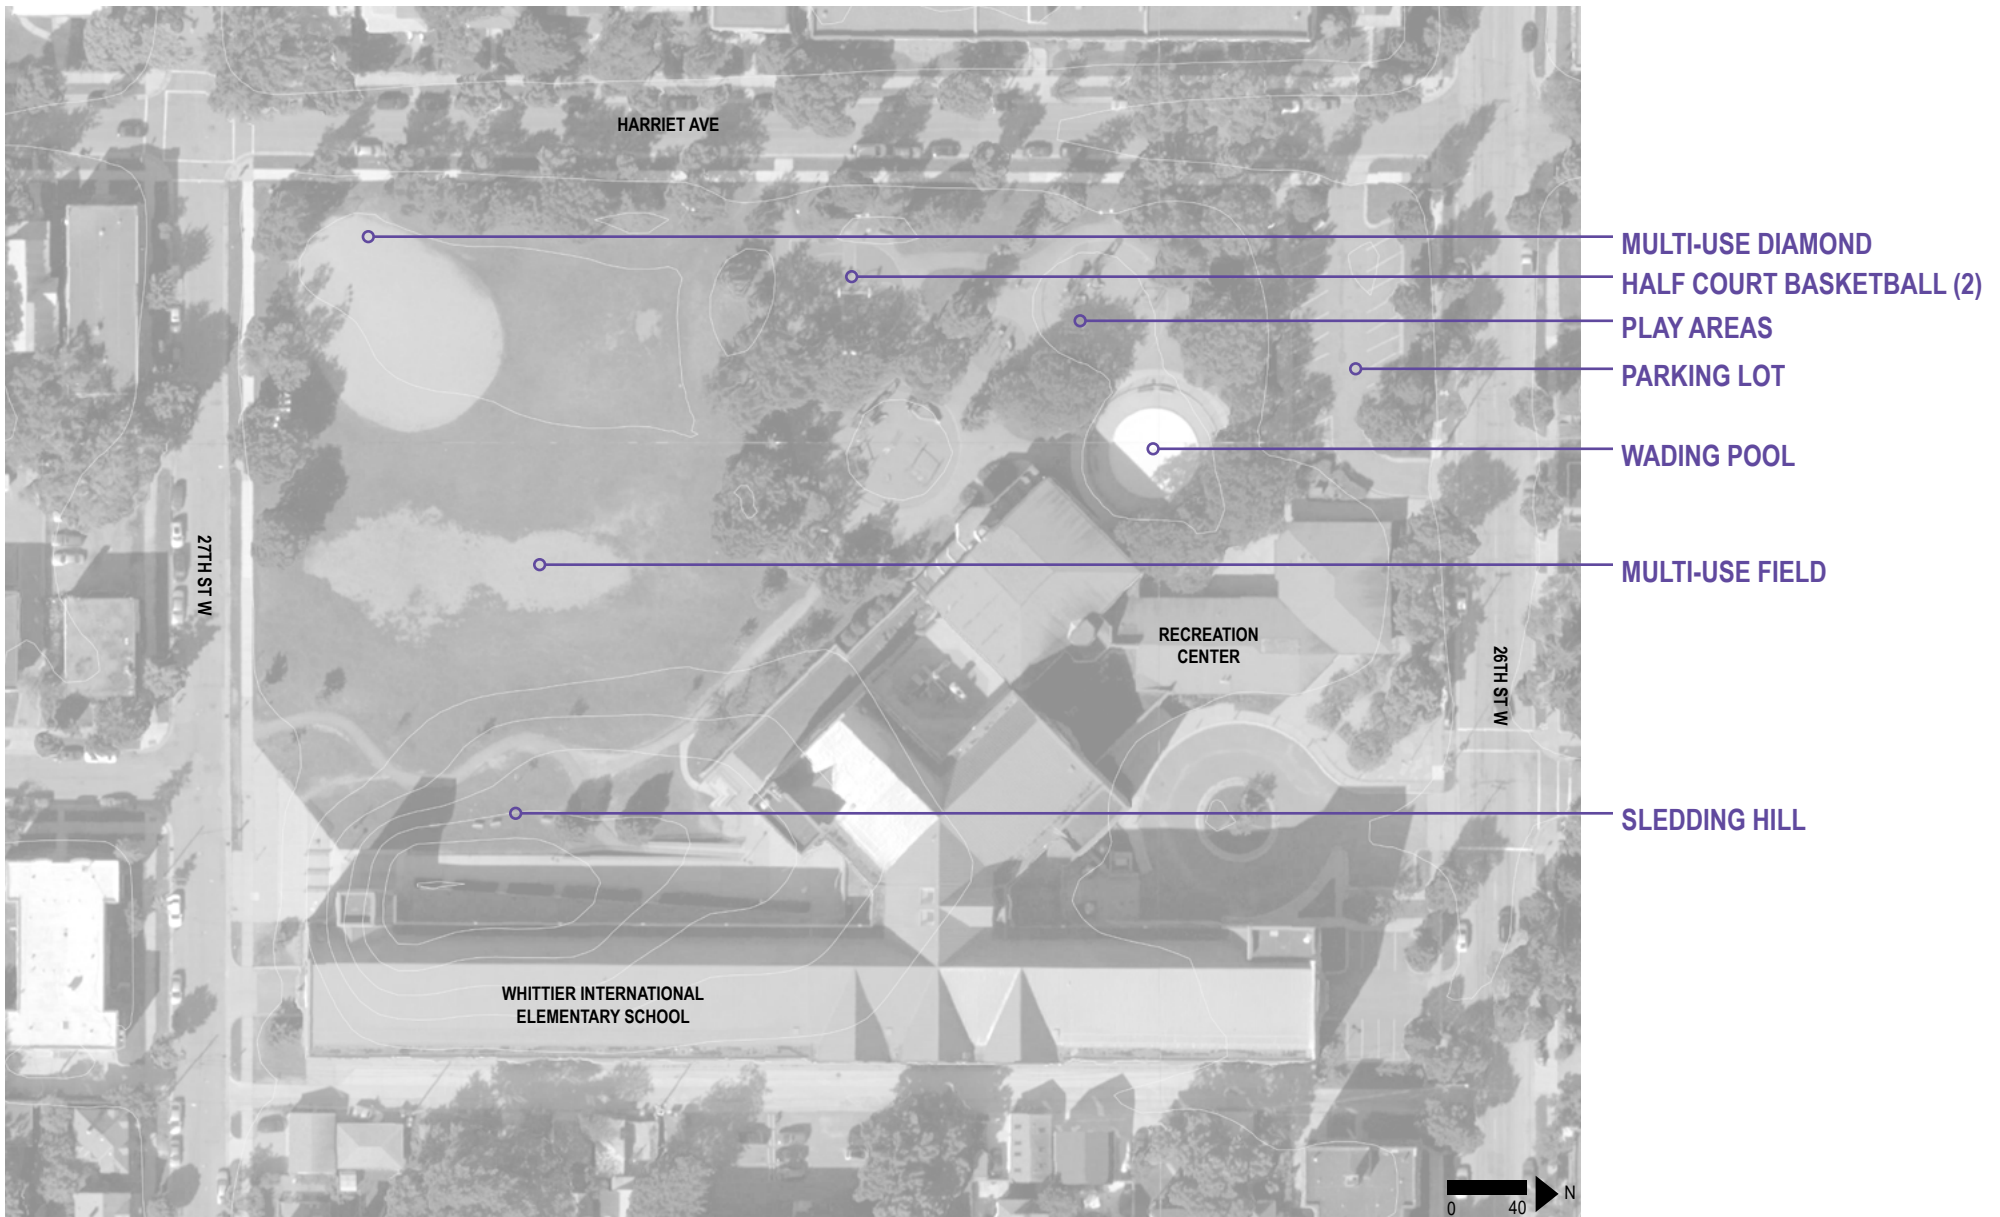 HARRIET AVE
MULTI-USE DIAMOND
HALF COURT BASKETBALL (2)
PLAY AREAS
PARKING LOT
WADING POOL
MULTI-USE FIELD
27TH ST W
RECREATION
CENTER
26TH ST W
SLEDDING HILL
WHITTIER INTERNATIONAL
ELEMENTARY SCHOOL
N
0 40